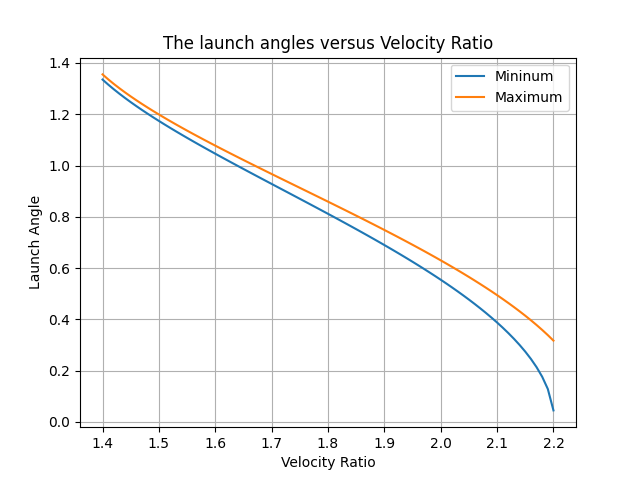 The launch angles versus Velocity Ratio
Mininum
Maximum
Launch Angle
1.4
1.2
1.0
0.8
0.6
0.4
0.2
0.0
1.4 1.5 1.6 1.7 1.8 1.9 2.0 2.1 2.2
Velocity Ratio